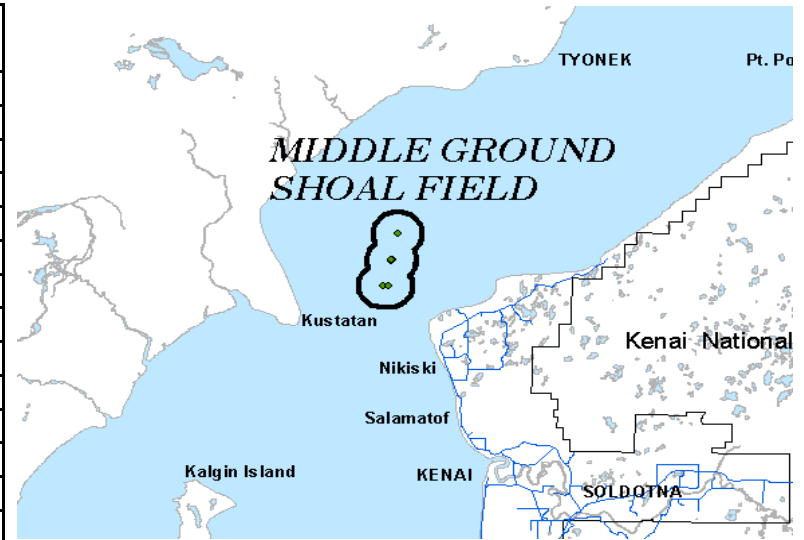 TYONEK
Pt. Po
MIDDLE GROUND
SHOAL FIELD
Kustatan
Kenai National
Nikiski
Salamatof
Kalgin Island
KENAI
SOLDOTNA